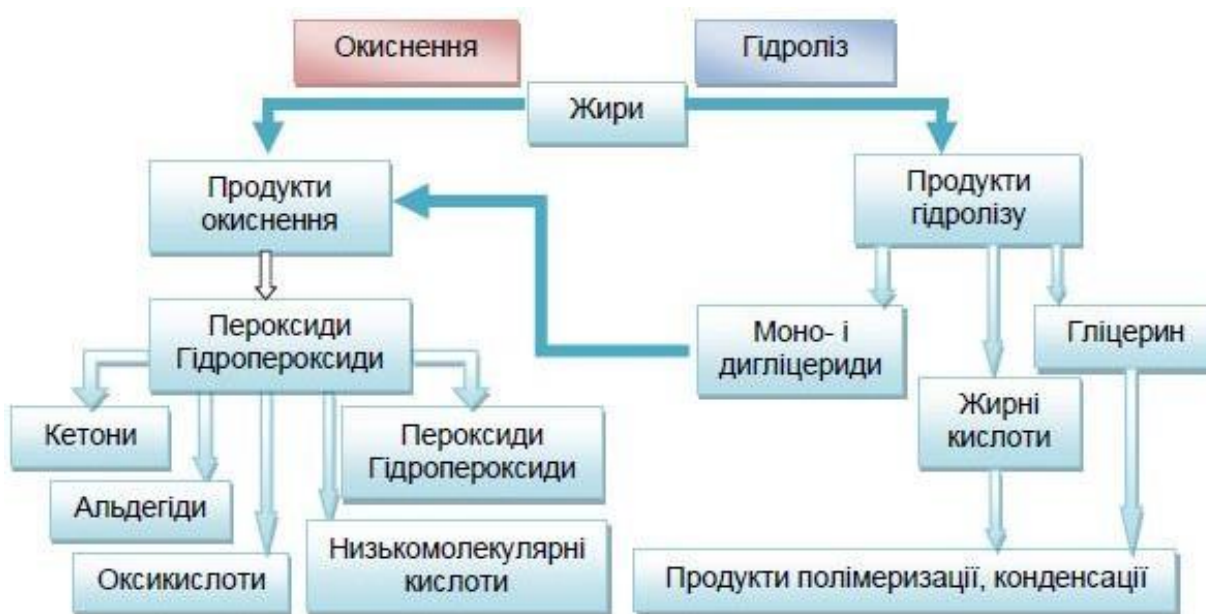 Окиснення
Гідроліз
Жири
Продукти
окиснення
Продукти
гідролізу
Пероксиди
Гідропероксиди
Моно- і
дигліцериди
Гліцерин
Жирні
кислоти
Кетони
Пероксиди
Гідропероксиди
Альдегіди
Оксикислоти
Низькомолекулярні
кислоти
Продукти полімеризації, конденсації